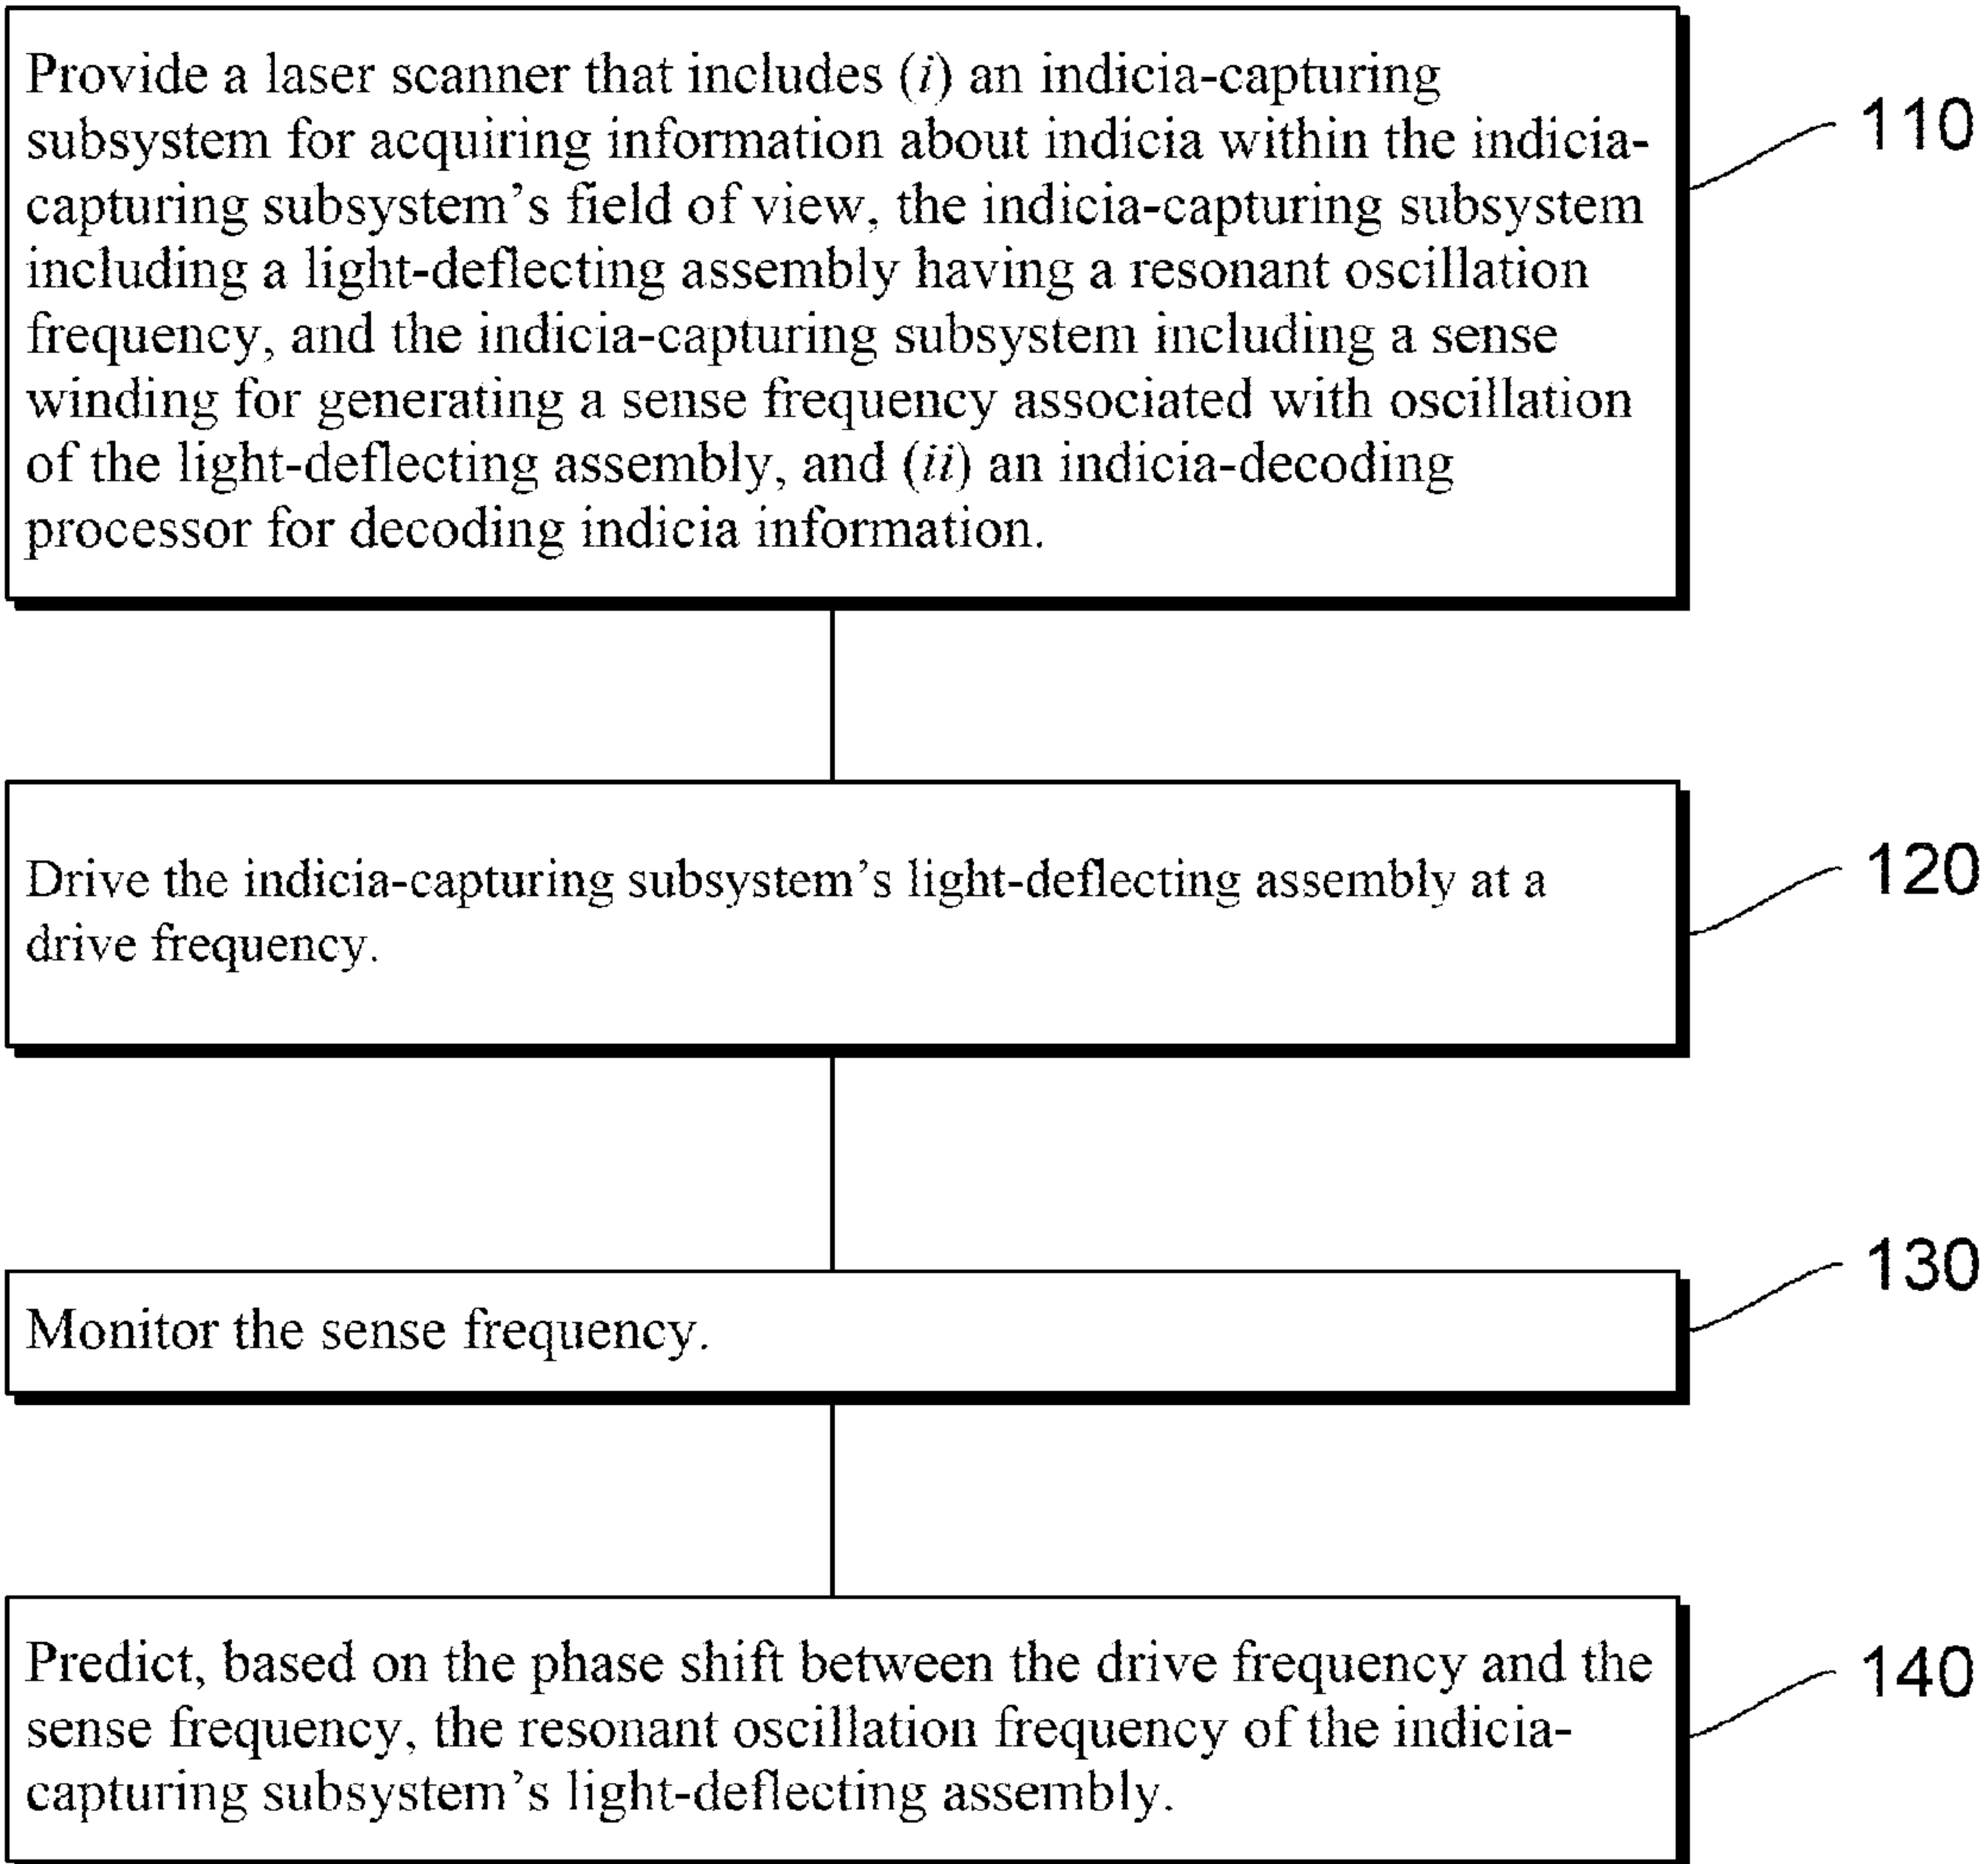 Provide a laser scanner that includes (i) an indicia-capturing
subsystem for acquiring information about indicia within the indicia-
capturing subsystem’s field of view, the indicia-capturing subsystem
including a light-deflecting assembly having a resonant oscillation
frequency, and the indicia-capturing subsystem including a sense
winding for generating a sense frequency associated with oscillation
of the light-deflecting assembly, and (ii) an indicia-decoding
processor for decoding indicia information.
110
Drive the indicia-capturing subsystem’s light-deflecting assembly at a
drive frequency.
120
Monitor the sense frequency.
130
Predict, based on the phase shift between the drive frequency and the
sense frequency, the resonant oscillation frequency of the indicia-
capturing subsystem’s light-deflecting assembly.
140